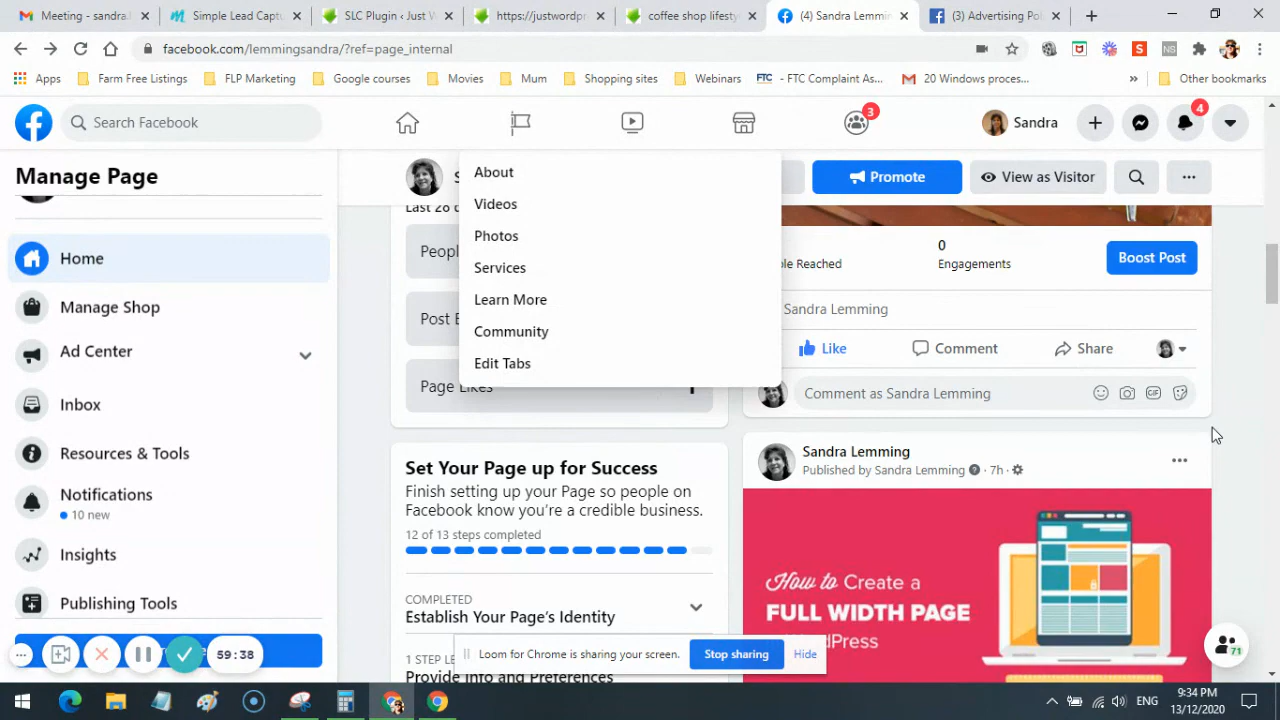 Meeting - sandra.l
Simple Lead Captu
SLC Plugin ‹ Just W
https://justwordpr
coffee shop lifesty
(4) Sandra Lemmin
(3) Advertising Pol
facebook.com/lemmingsandra/?ref=page_internal
Apps
Farm Free Listings
FLP Marketing
Google courses
Movies
Mum
Shopping sites
Webinars
FTC - FTC Complaint As...
20 Windows proces...
»
Other bookmarks
Search Facebook
3
Sandra
4
Manage Page
Home
Manage Shop
Ad Center
Inbox
Resources & Tools
Notifications
10 new
Insights
Publishing Tools
About
Videos
Photos
Services
Learn More
Community
Edit Tabs
Promote
View as Visitor
Last 28 d
Peopl
Post E
Page Likes
Set Your Page up for Success
Finish setting up your Page so people on
Facebook know you're a credible business.
12 of 13 steps completed
COMPLETED
Establish Your Page's Identity
1 STEP LE
Provide Info and Preferences
0
ple Reached
Engagements
Boost Post
Sandra Lemming
Like
Comment
Share
Comment as Sandra Lemming
GIF
Sandra Lemming
Published by Sandra Lemming · 7h ·
How to Create a
FULL WIDTH PAGE
rdPress
71
59:38
Loom for Chrome is sharing your screen.
Stop sharing
Hide
ENG
9:34 PM
13/12/2020